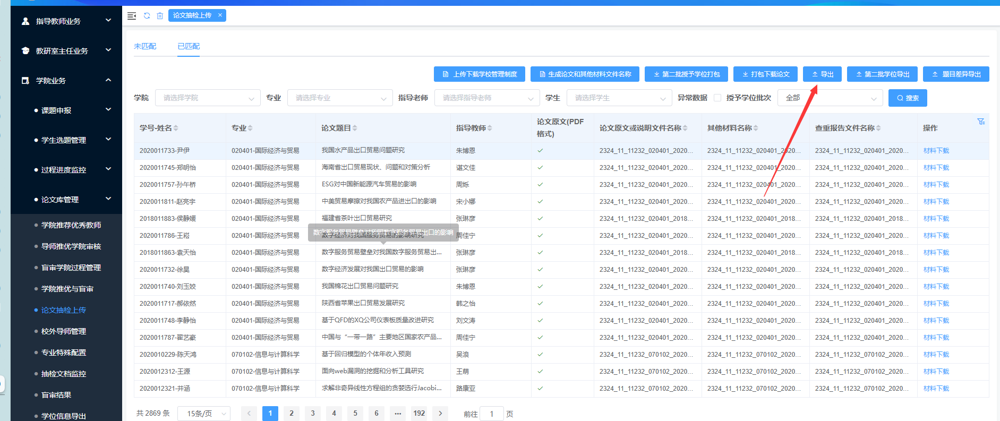 指导教师业务
教研室主任业务
学院业务
课题申报
学生选题管理
过程进度监控
论文库管理
学院推荐优秀教师
导师推优学院审核
盲审学院过程管理
学院推优与盲审
论文抽检上传
校外导师管理
专业特殊配置
抽检文档监控
盲审结果
学位信息导出
论文抽检上传 ×
未匹配 已匹配
上传下载学校管理制度 生成论文和其他材料文件名称 第二批授予学位打包 打包下载论文 导出 第二批学位导出 题目差异导出
学院 请选择学院 专业 请选择专业 指导老师 请选择指导老师 学生 请选择学生 异常数据 授予学位批次 全部 搜索
学号-姓名 专业 论文题目 指导教师 论文原文(PDF格式) 论文原文或说明文件名称 其他材料名称 查重报告文件名称 操作
2020011733-尹伊 020401-国际经济与贸易 我国水产品出口贸易问题研究 朱博恩 2324_11_11232_020401_2020... 2324_11_11232_020401_2020... 2324_11_11232_020401_2020... 材料下载
2020011745-郑明怡 020401-国际经济与贸易 海南省出口贸易现状、问题和对策分析 谌文佳 2324_11_11232_020401_2020... 2324_11_11232_020401_2020... 2324_11_11232_020401_2020... 材料下载
2020011757-孙午桥 020401-国际经济与贸易 ESG对中国新能源汽车贸易的影响 周烁 2324_11_11232_020401_2020... 2324_11_11232_020401_2020... 2324_11_11232_020401_2020... 材料下载
2020011811-赵亮宇 020401-国际经济与贸易 中美贸易摩擦对我国农产品进出口的影响 宋小娜 2324_11_11232_020401_2020... 2324_11_11232_020401_2020... 2324_11_11232_020401_2020... 材料下载
2018011883-侯静媛 020401-国际经济与贸易 福建省茶叶出口贸易研究 张琳彦 2324_11_11232_020401_2018... 2324_11_11232_020401_2018... 2324_11_11232_020401_2018... 材料下载
数字服务贸易壁垒对我国数字服务贸易出口的影响
2020011786-王崧 020401-国际经济与贸易 数字经济对我国服务贸易的影响研究 周佳宁 2324_11_11232_020401_2020... 2324_11_11232_020401_2020... 2324_11_11232_020401_2020... 材料下载
2018011863-袁天怡 020401-国际经济与贸易 数字服务贸易壁垒对我国数字服务贸易出... 张琳彦 2324_11_11232_020401_2018... 2324_11_11232_020401_2018... 2324_11_11232_020401_2018... 材料下载
2020011732-徐昊 020401-国际经济与贸易 数字经济发展对我国出口贸易的影响 张琳彦 2324_11_11232_020401_2020... 2324_11_11232_020401_2020... 2324_11_11232_020401_2020... 材料下载
2020011740-刘玉姣 020401-国际经济与贸易 我国棉花出口贸易问题研究 朱博恩 2324_11_11232_020401_2020... 2324_11_11232_020401_2020... 2324_11_11232_020401_2020... 材料下载
2020011717-郝依然 020401-国际经济与贸易 陕西省苹果出口贸易发展研究 韩之怡 2324_11_11232_020401_2020... 2324_11_11232_020401_2020... 2324_11_11232_020401_2020... 材料下载
2020011748-李静怡 020401-国际经济与贸易 基于QFD的XQ公司仪表板质量改进研究 刘文涛 2324_11_11232_020401_2020... 2324_11_11232_020401_2020... 2324_11_11232_020401_2020... 材料下载
2020011787-翟艺豪 020401-国际经济与贸易 中国与“一带一路”主要地区国家农产品... 周佳宁 2324_11_11232_020401_2020... 2324_11_11232_020401_2020... 2324_11_11232_020401_2020... 材料下载
2020010229-陈天鸿 070102-信息与计算科学 基于回归模型的个体年收入预测 吴浪 2324_11_11232_070102_2020... 2324_11_11232_070102_2020... 2324_11_11232_070102_2020... 材料下载
2020012312-王源 070102-信息与计算科学 面向web漏洞的挖掘和分析工具研究 王萌 2324_11_11232_070102_2020... 2324_11_11232_070102_2020... 2324_11_11232_070102_2020... 材料下载
2020012321-井涵 070102-信息与计算科学 求解非奇异线性方程组的贪婪选行Jacobi... 路康亚 2324_11_11232_070102_2020... 2324_11_11232_070102_2020... 2324_11_11232_070102_2020... 材料下载
共 2869 条 15条/页 1 2 3 4 5 6 ... 192 前往 1 页